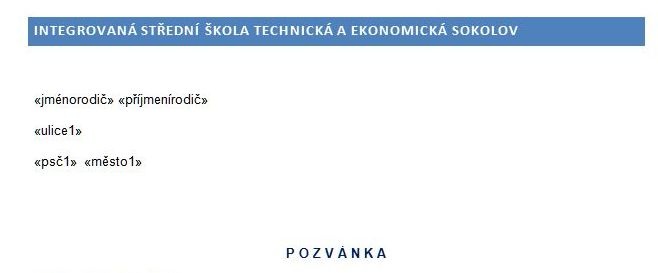 INTEGROVANÁ STŘEDNÍ ŠKOLA TECHNICKÁ A EKONOMICKÁ SOKOLOV
«jménorodič» «příjmenírodič»
«ulice1»
«psč1» «město1»
POZVÁNKA